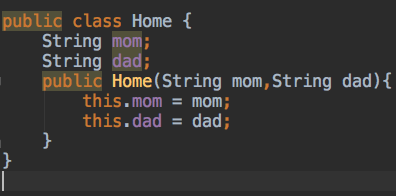 public class Home {
    String mom;
    String dad;
    public Home(String mom,String dad){
        this.mom = mom;
        this.dad = dad;
    }
}